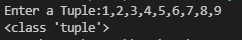 Enter a Tuple:1,2,3,4,5,6,7,8,9
<class 'tuple'>